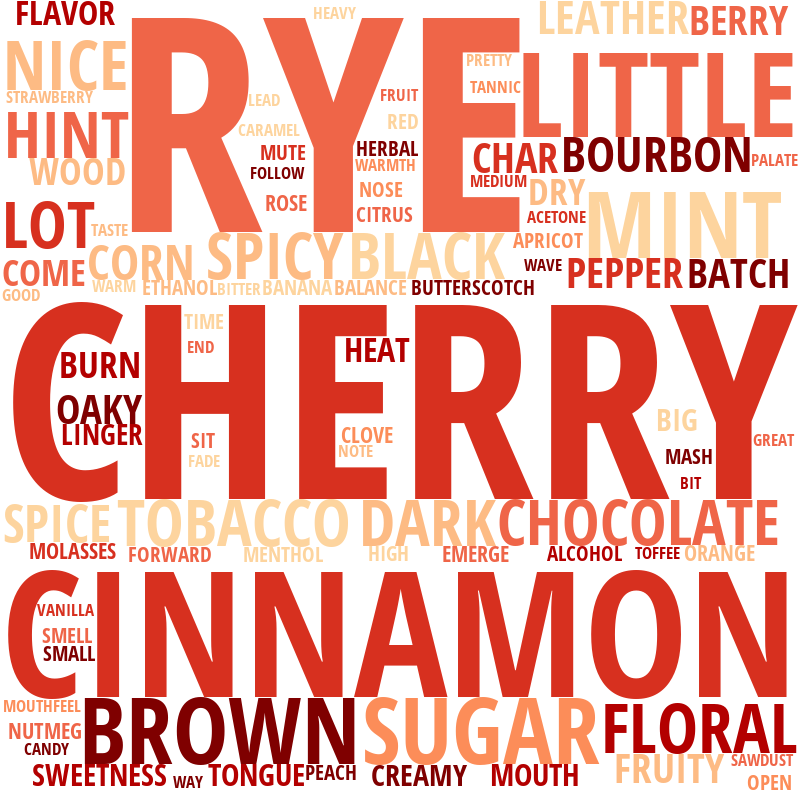 FLAVOR
HEAVY
LEATHER
BERRY
RYE
NICE
PRETTY
LITTLE
STRAWBERRY
LEAD
FRUIT
TANNIC
HINT
CARAMEL
RED
MUTE
HERBAL
CHAR
BOURBON
PALATE
WOOD
FOLLOW
WARMTH
MEDIUM
NOSE
DRY
MINT
LOT
ROSE
CITRUS
ACETONE
TASTE
CORN
SPICY
BLACK
APRICOT
COME
WAVE
PEPPER
BATCH
GOOD
WARM
ETHANOL
BITTER
BANANA
BALANCE
BUTTERSCOTCH
CHERRY
TIME
END
HEAT
BURN
OAKY
BIG
LINGER
SIT
CLOVE
GREAT
FADE
NOTE
MASH
BIT
SPICE
TOBACCO
DARK
CHOCOLATE
MOLASSES
FORWARD
MENTHOL
HIGH
EMERGE
ALCOHOL
TOFFEE
ORANGE
CINNAMON
VANILLA
SMELL
SMALL
MOUTHFEEL
BROWN
SUGAR
FLORAL
NUTMEG
CANDY
FRUITY
SAWDUST
SWEETNESS
WAY
TONGUE
PEACH
CREAMY
MOUTH
OPEN